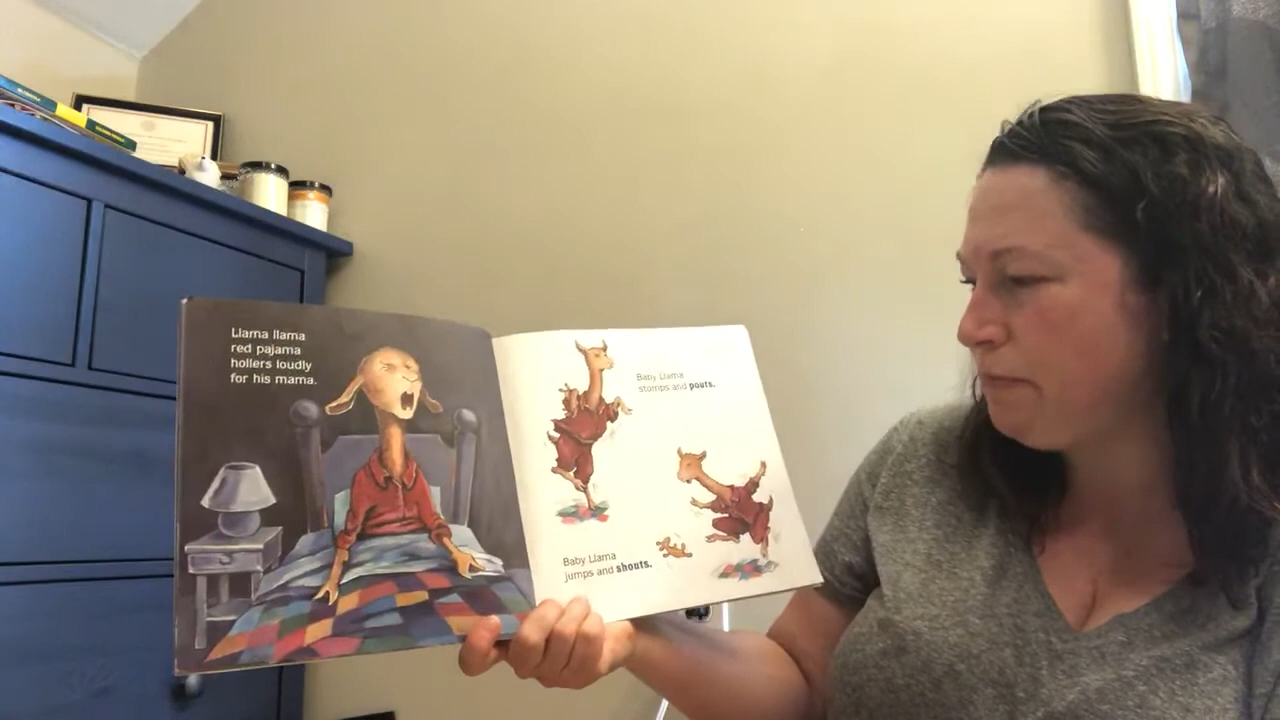 Llama llama
red pajama
hollers loudly
for his mama.
Baby Llama
stomps and pouts.
Baby Llama
jumps and shouts.